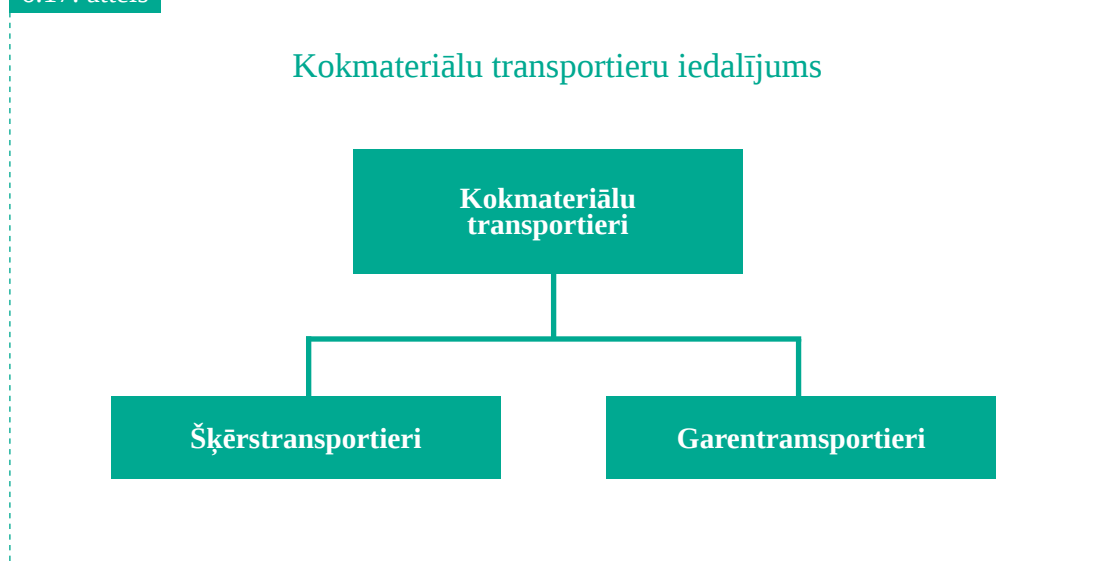 Kokmateriālu transportieru iedalījums
Kokmateriālu
transportieri
Šķērstransportieri
Garentramsportieri